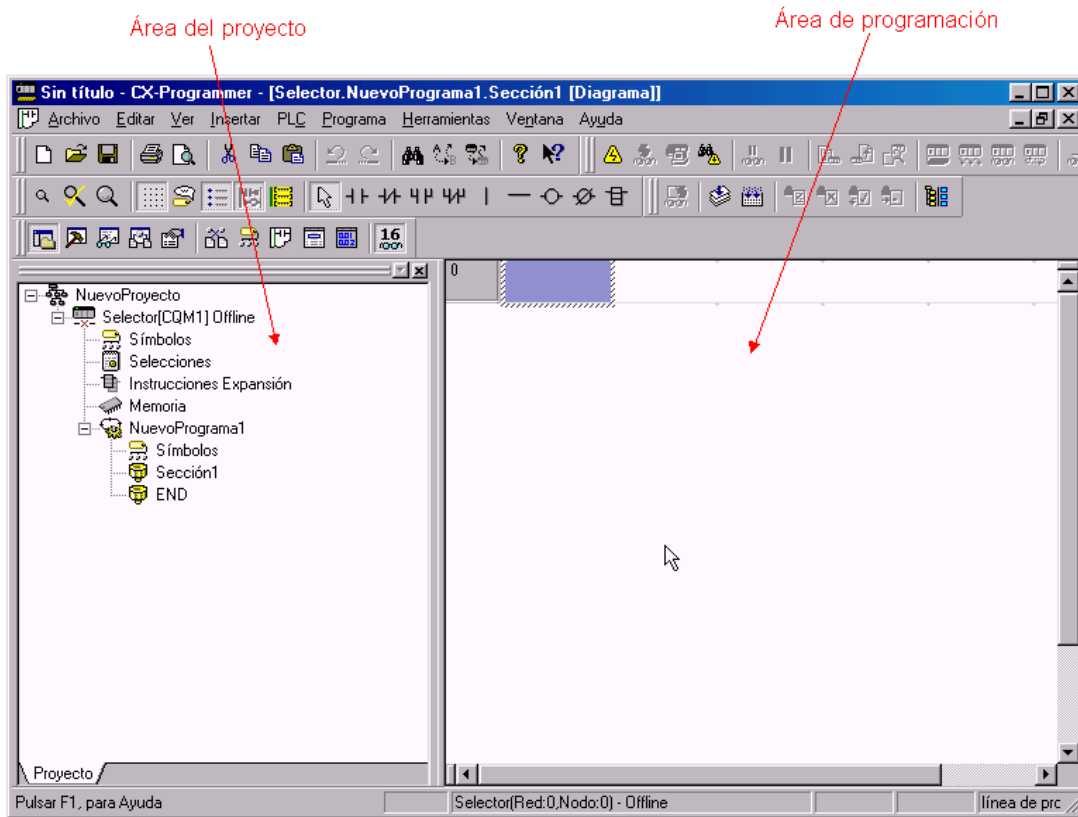 Área del proyecto
Área de programación
Sin título - CX-Programmer - [Selector.NuevoPrograma1.Sección1 [Diagrama]]
Archivo Editar Ver Insertar PLC Programa Herramientas Ventana Ayuda
16
0
NuevoProyecto
Selector[CQM1] Offline
Símbolos
Selecciones
Instrucciones Expansión
Memoria
NuevoPrograma1
Símbolos
Sección1
END
Proyecto
Pulsar F1, para Ayuda
Selector(Red:0,Nodo:0) - Offline
línea de prc